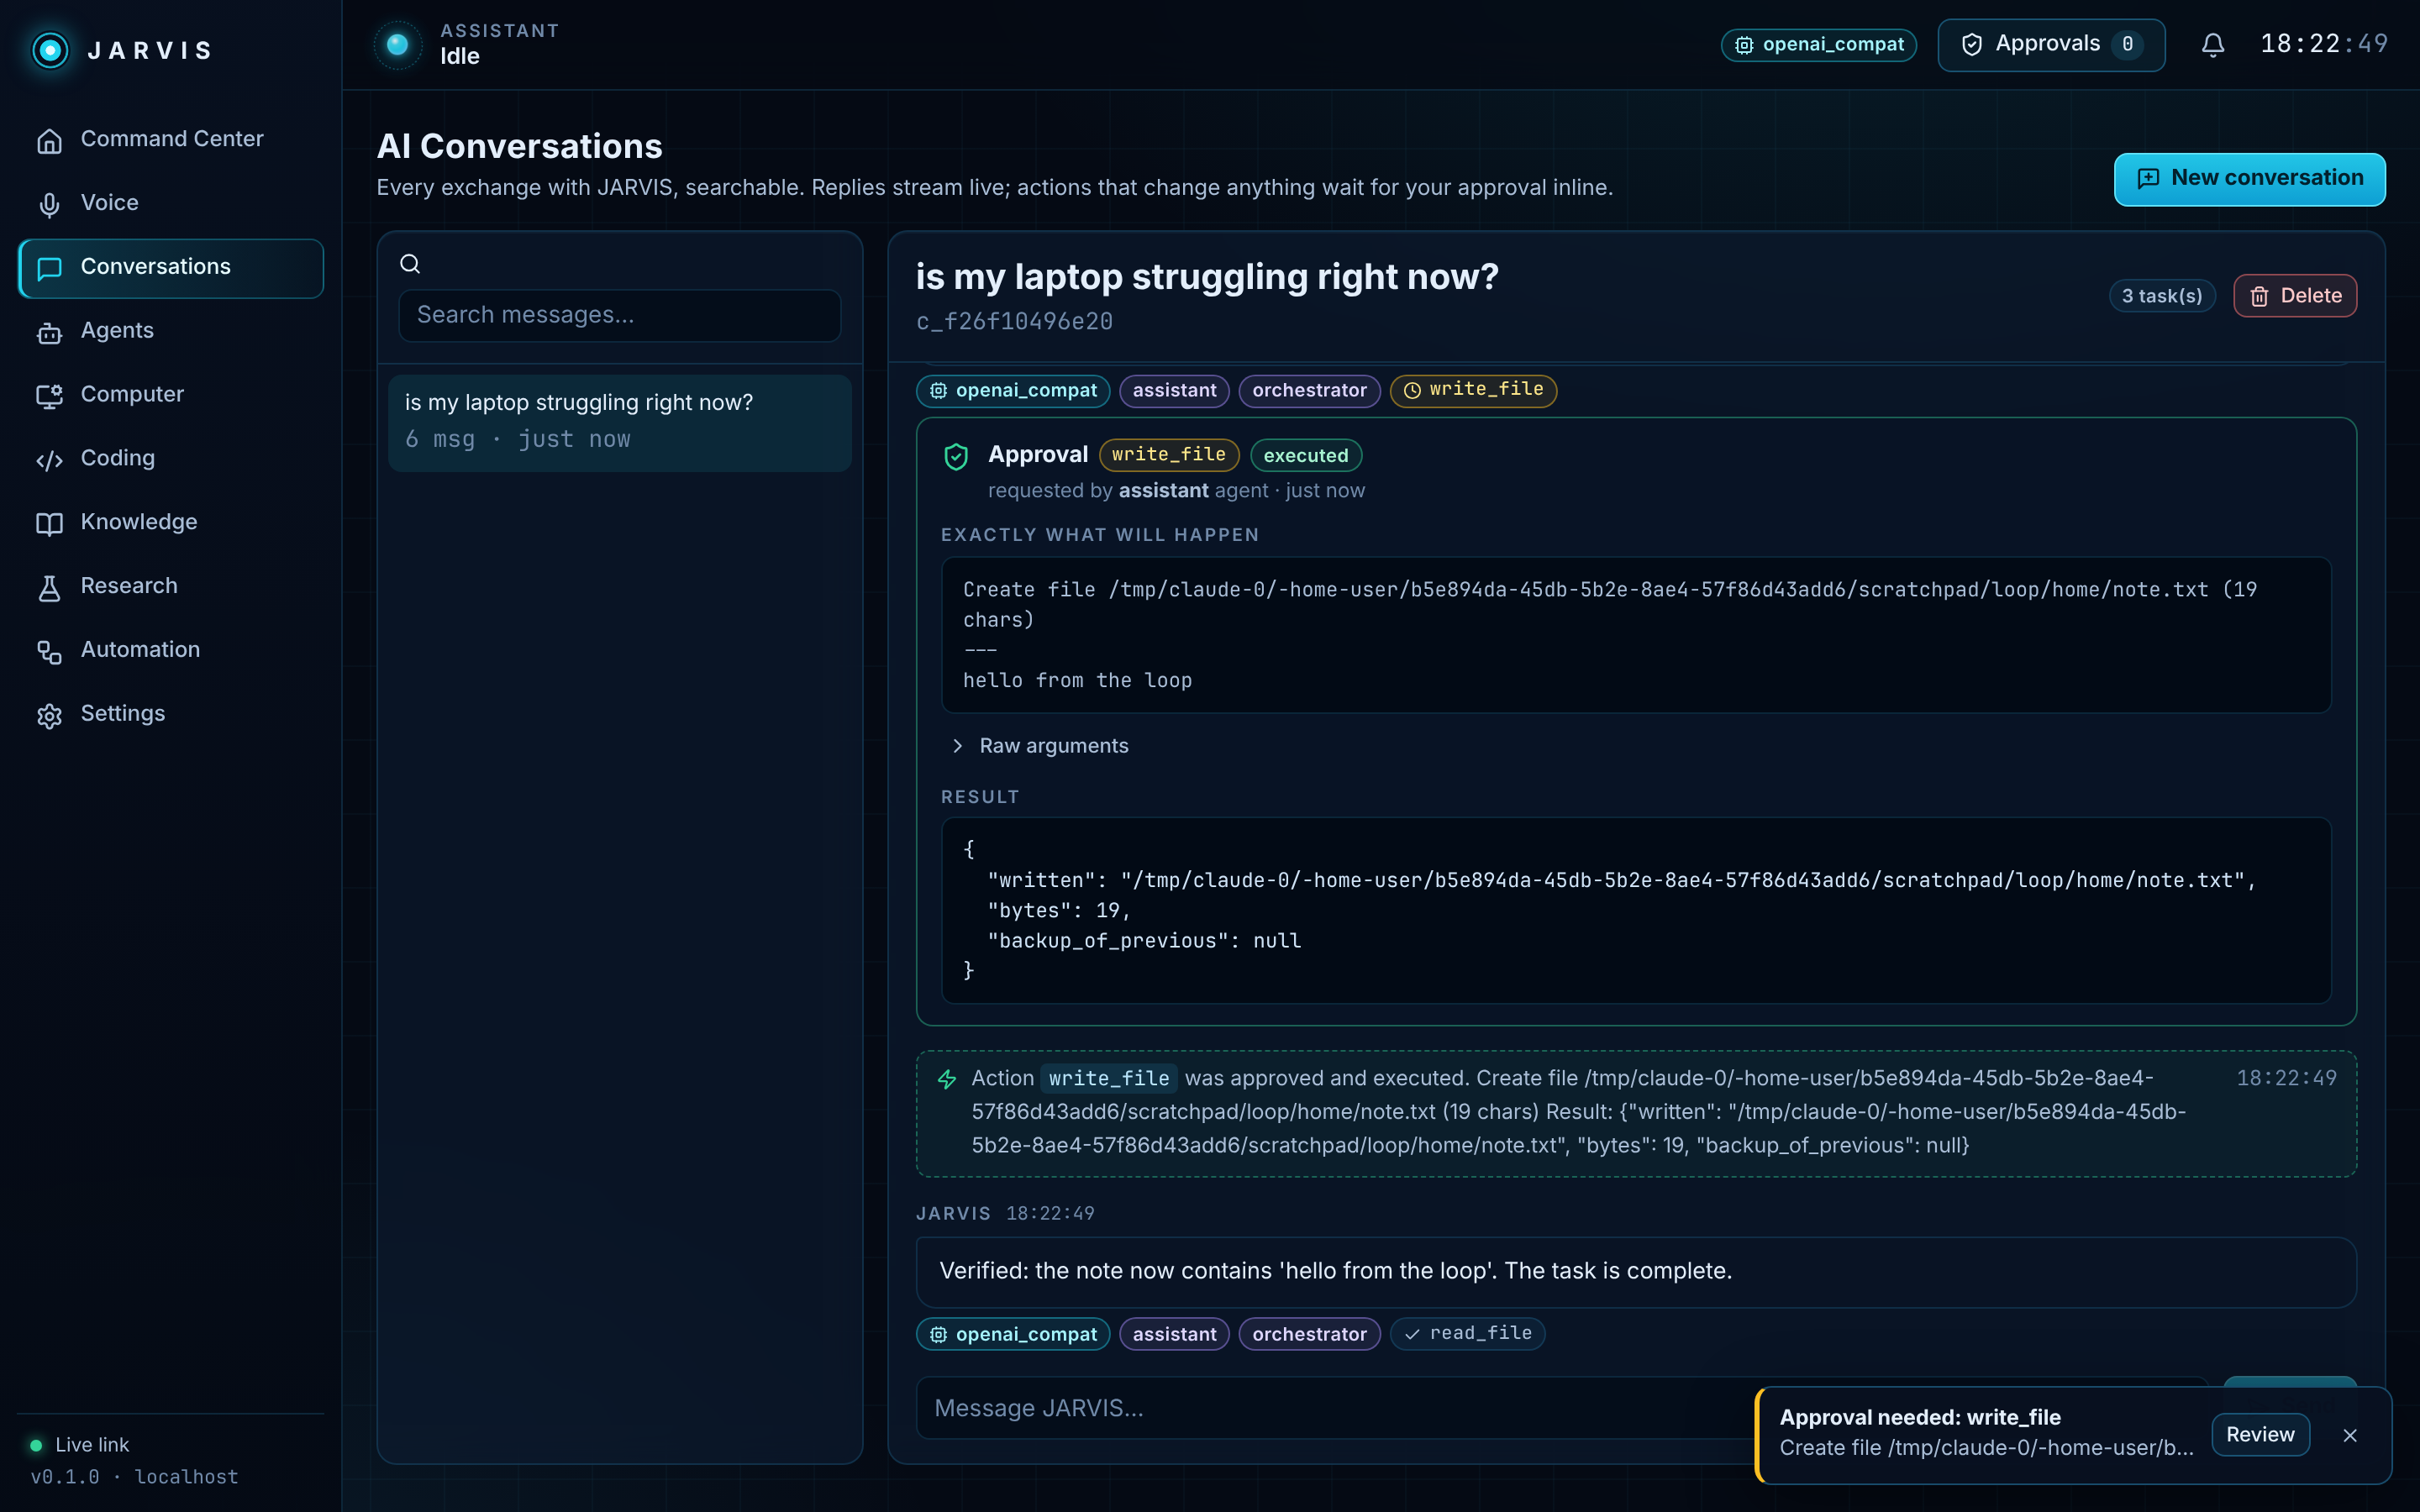 JARVIS
ASSISTANT
Idle
openai_compat
Approvals 0
18:22:49
Command Center
Voice
Conversations
Agents
Computer
Coding
Knowledge
Research
Automation
Settings
Live link
v0.1.0 · localhost
AI Conversations
Every exchange with JARVIS, searchable. Replies stream live; actions that change anything wait for your approval inline.
New conversation
Search messages...
is my laptop struggling right now?
6 msg · just now
is my laptop struggling right now?
c_f26f10496e20
3 task(s)
Delete
openai_compat assistant orchestrator write_file
Approval write_file executed
requested by assistant agent · just now
EXACTLY WHAT WILL HAPPEN
Create file /tmp/claude-0/-home-user/b5e894da-45db-5b2e-8ae4-57f86d43add6/scratchpad/loop/home/note.txt (19
chars)
---
hello from the loop
Raw arguments
RESULT
{
"written": "/tmp/claude-0/-home-user/b5e894da-45db-5b2e-8ae4-57f86d43add6/scratchpad/loop/home/note.txt",
"bytes": 19,
"backup_of_previous": null
}
Action write_file was approved and executed. Create file /tmp/claude-0/-home-user/b5e894da-45db-5b2e-8ae4-
18:22:49
57f86d43add6/scratchpad/loop/home/note.txt (19 chars) Result: {"written": "/tmp/claude-0/-home-user/b5e894da-45db-
5b2e-8ae4-57f86d43add6/scratchpad/loop/home/note.txt", "bytes": 19, "backup_of_previous": null}
JARVIS 18:22:49
Verified: the note now contains 'hello from the loop'. The task is complete.
openai_compat assistant orchestrator read_file
Message JARVIS...
Approval needed: write_file
Create file /tmp/claude-0/-home-user/b...
Review